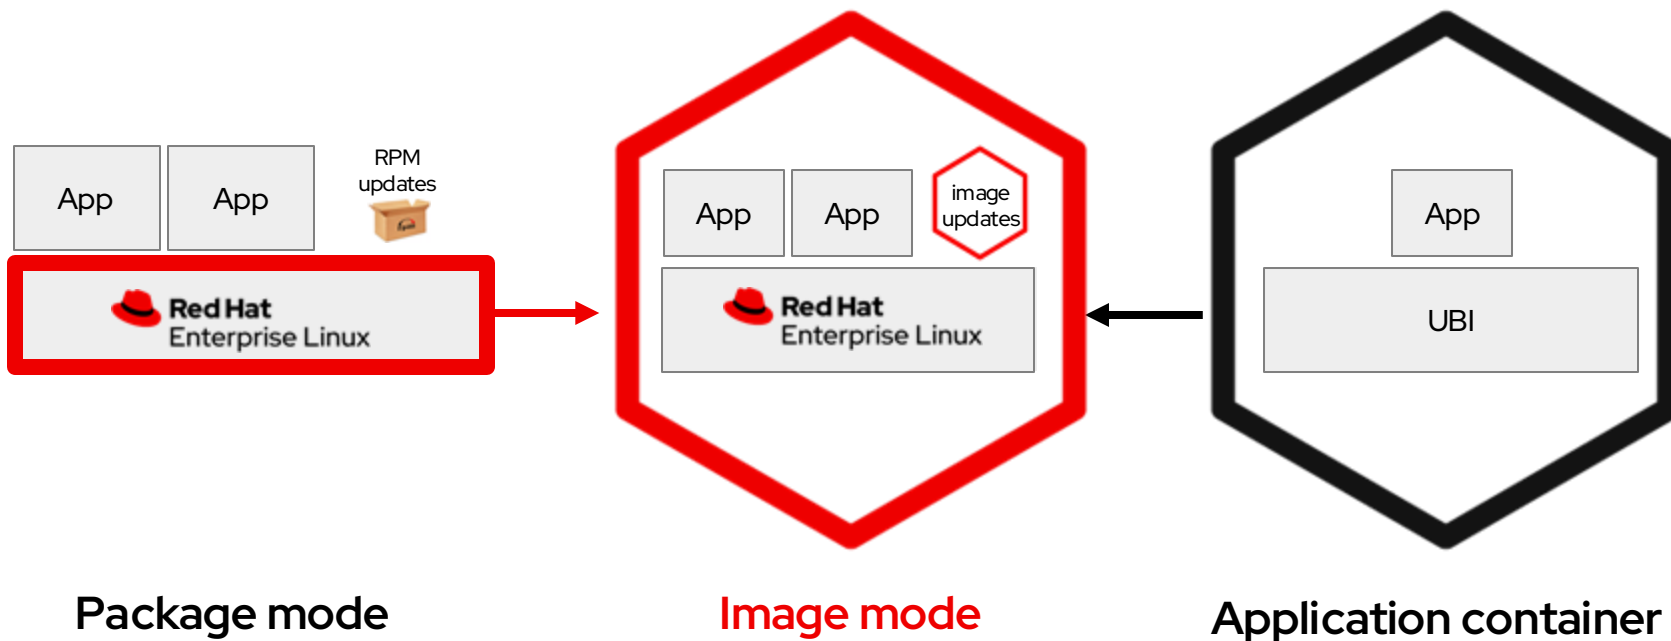 App
App
RPM
updates
Red Hat
Enterprise Linux
Package mode
App
App
image
updates
Red Hat
Enterprise Linux
Image mode
App
UBI
Application container